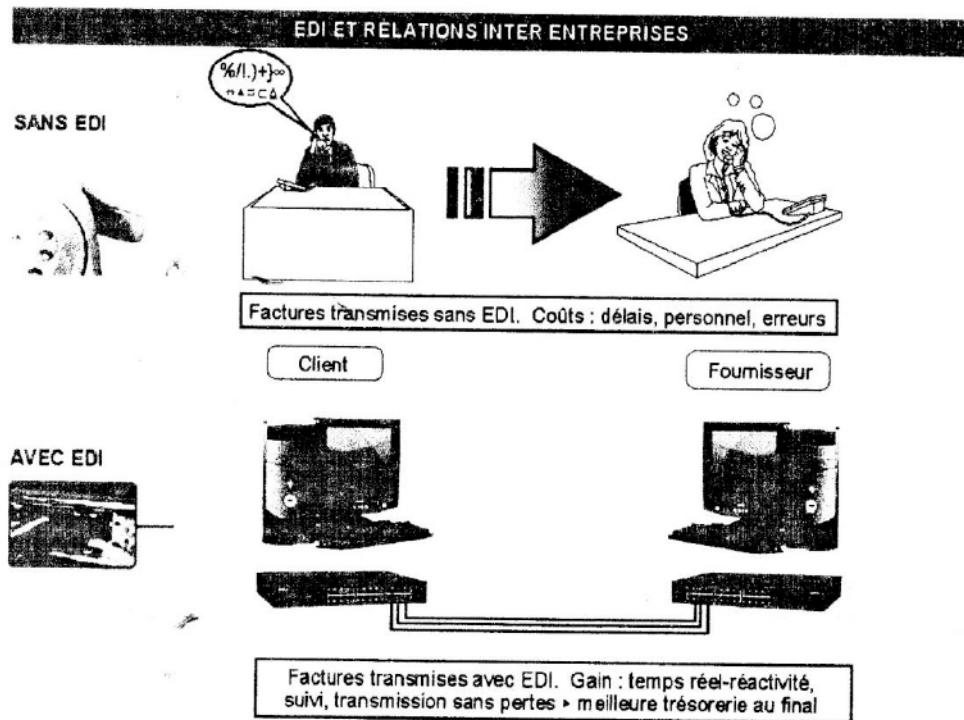 EDI ET RELATIONS INTER ENTREPRISES
%/!.)+}∞
SANS EDI
Factures transmises sans EDI. Coûts : délais, personnel, erreurs
Client
Fournisseur
AVEC EDI
Factures transmises avec EDI. Gain : temps réel-réactivité,
suivi, transmission sans pertes ▸ meilleure trésorerie au final